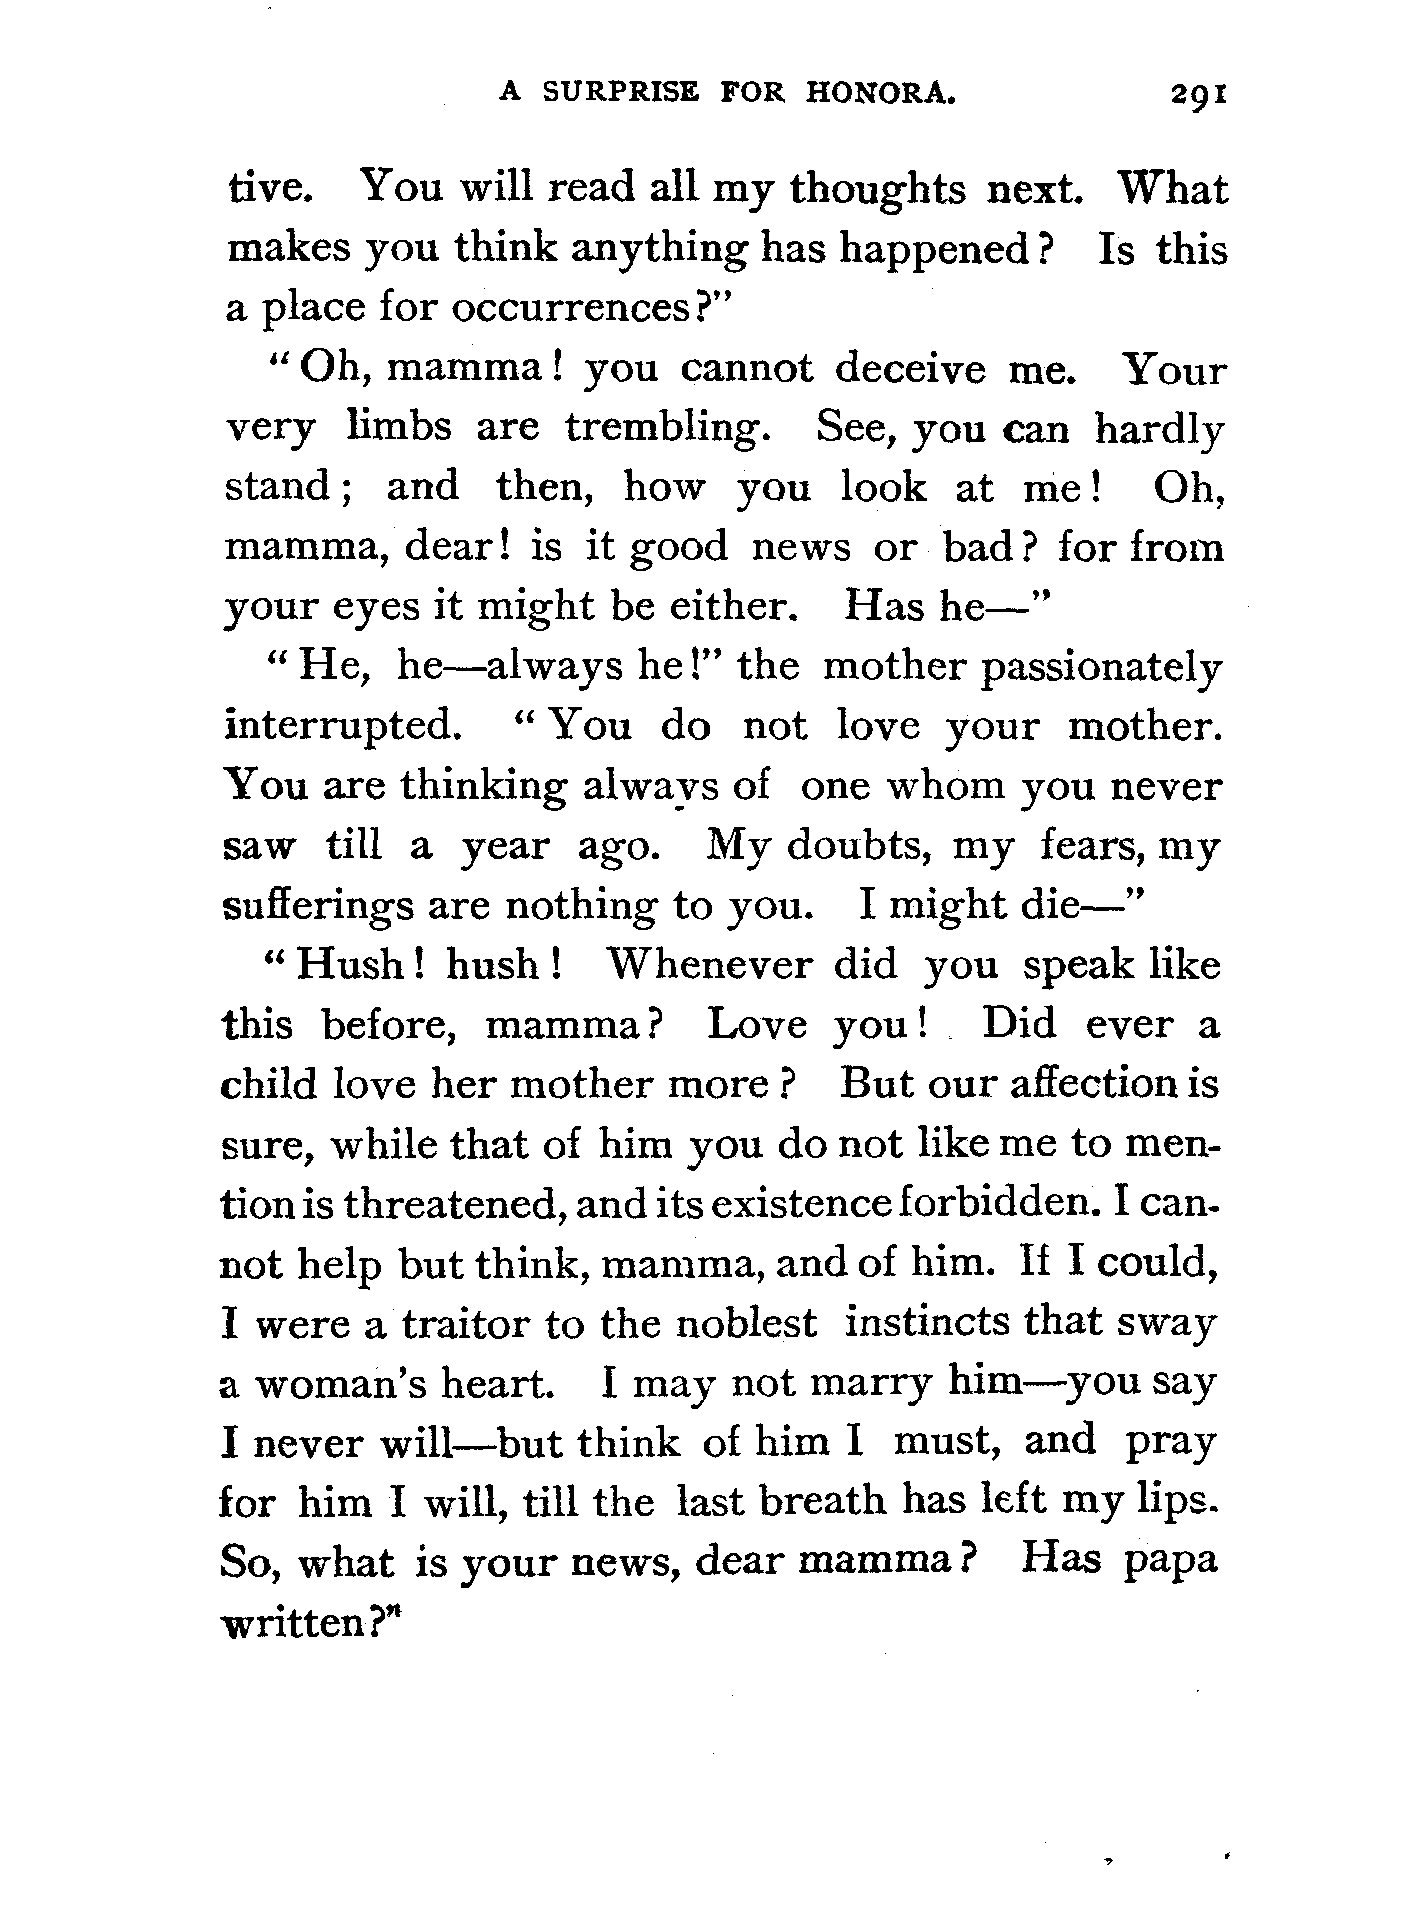 A SURPRISE FOR HONORA. 291
tive. You will read all my thoughts next. What
makes you think anything has happened? Is this
a place for occurrences?"
"Oh, mamma! you cannot deceive me. Your
very limbs are trembling. See, you can hardly
stand; and then, how you look at me! Oh,
mamma, dear! is it good news or bad? for from
your eyes it might be either. Has he—"
"He, he—always he!" the mother passionately
interrupted. "You do not love your mother.
You are thinking always of one whom you never
saw till a year ago. My doubts, my fears, my
sufferings are nothing to you. I might die—"
"Hush! hush! Whenever did you speak like
this before, mamma? Love you! Did ever a
child love her mother more? But our affection is
sure, while that of him you do not like me to men-
tion is threatened, and its existence forbidden. I can-
not help but think, mamma, and of him. If I could,
I were a traitor to the noblest instincts that sway
a woman's heart. I may not marry him—you say
I never will—but think of him I must, and pray
for him I will, till the last breath has left my lips.
So, what is your news, dear mamma? Has papa
written?"